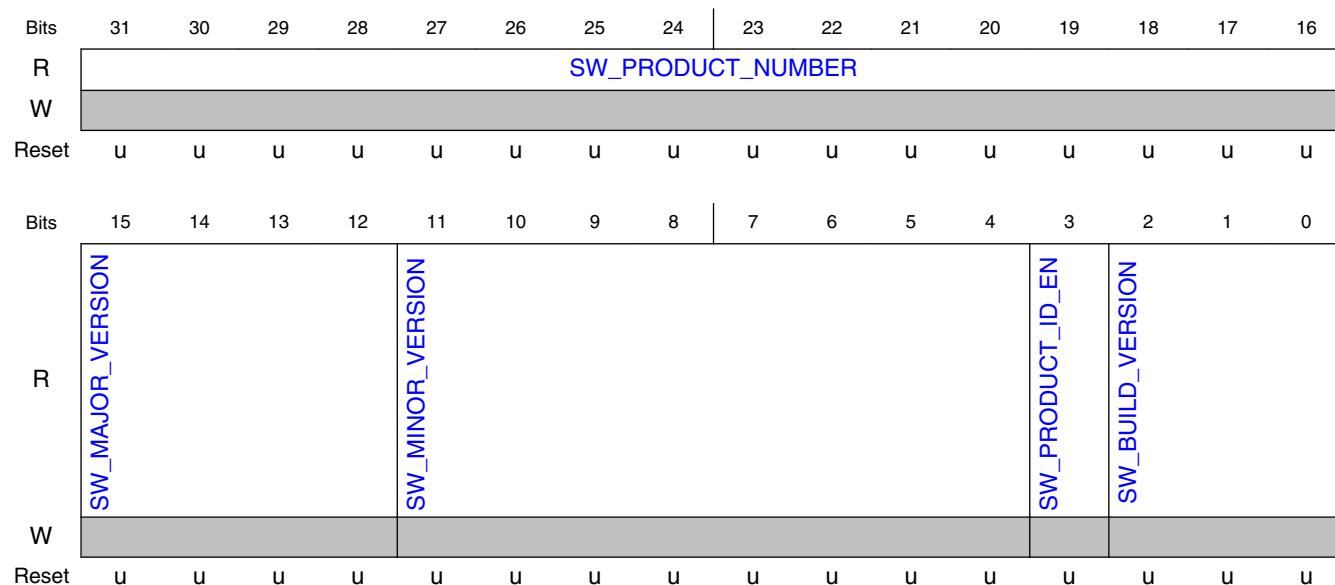 Bits 31 30 29 28 27 26 25 24 23 22 21 20 19 18 17 16
R SW_PRODUCT_NUMBER
W
Reset u u u u u u u u u u u u u u u u
Bits 15 14 13 12 11 10 9 8 7 6 5 4 3 2 1 0
R SW_MAJOR_VERSION SW_MINOR_VERSION SW_PRODUCT_ID_EN SW_BUILD_VERSION
W
Reset u u u u u u u u u u u u u u u u